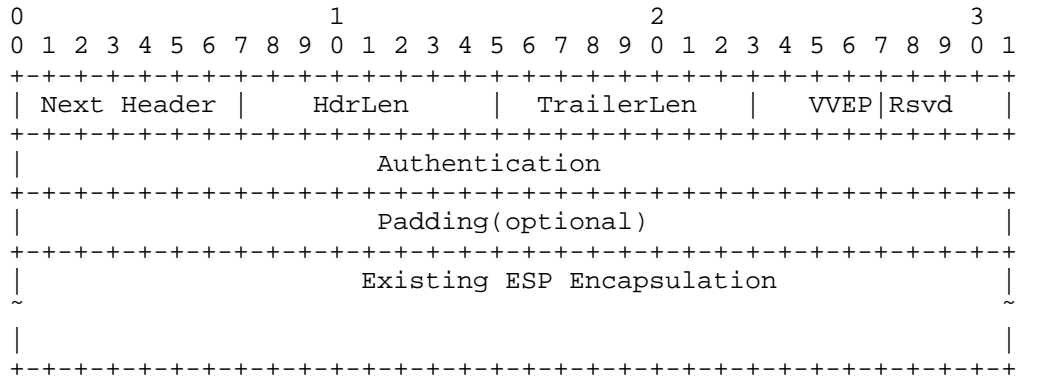 0                   1                   2                   3
0 1 2 3 4 5 6 7 8 9 0 1 2 3 4 5 6 7 8 9 0 1 2 3 4 5 6 7 8 9 0 1
+-+-+-+-+-+-+-+-+-+-+-+-+-+-+-+-+-+-+-+-+-+-+-+-+-+-+-+-+-+-+-+
| Next Header |    HdrLen     |  TrailerLen   |   VVEP|Rsvd   |
+-+-+-+-+-+-+-+-+-+-+-+-+-+-+-+-+-+-+-+-+-+-+-+-+-+-+-+-+-+-+-+
|                      Authentication
+-+-+-+-+-+-+-+-+-+-+-+-+-+-+-+-+-+-+-+-+-+-+-+-+-+-+-+-+-+-+-+
|                      Padding(optional)                      |
+-+-+-+-+-+-+-+-+-+-+-+-+-+-+-+-+-+-+-+-+-+-+-+-+-+-+-+-+-+-+-+
|                     Existing ESP Encapsulation              |
~                                                             ~
|                                                             |
+-+-+-+-+-+-+-+-+-+-+-+-+-+-+-+-+-+-+-+-+-+-+-+-+-+-+-+-+-+-+-+